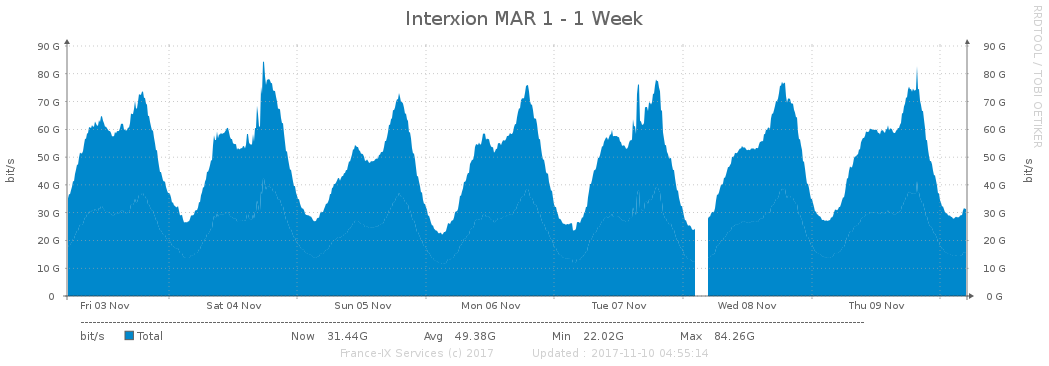 Interxion MAR 1 - 1 Week
RRDTOOL / TOBI OETIKER
90 G 90 G
80 G 80 G
70 G 70 G
60 G 60 G
50 G 50 G
40 G 40 G
30 G 30 G
20 G 20 G
10 G 10 G
0 0 G
bit/s bit/s
Fri 03 Nov Sat 04 Nov Sun 05 Nov Mon 06 Nov Tue 07 Nov Wed 08 Nov Thu 09 Nov
bit/s Total Now 31.44G Avg 49.38G Min 22.02G Max 84.26G
France-IX Services (c) 2017 Updated : 2017-11-10 04:55:14